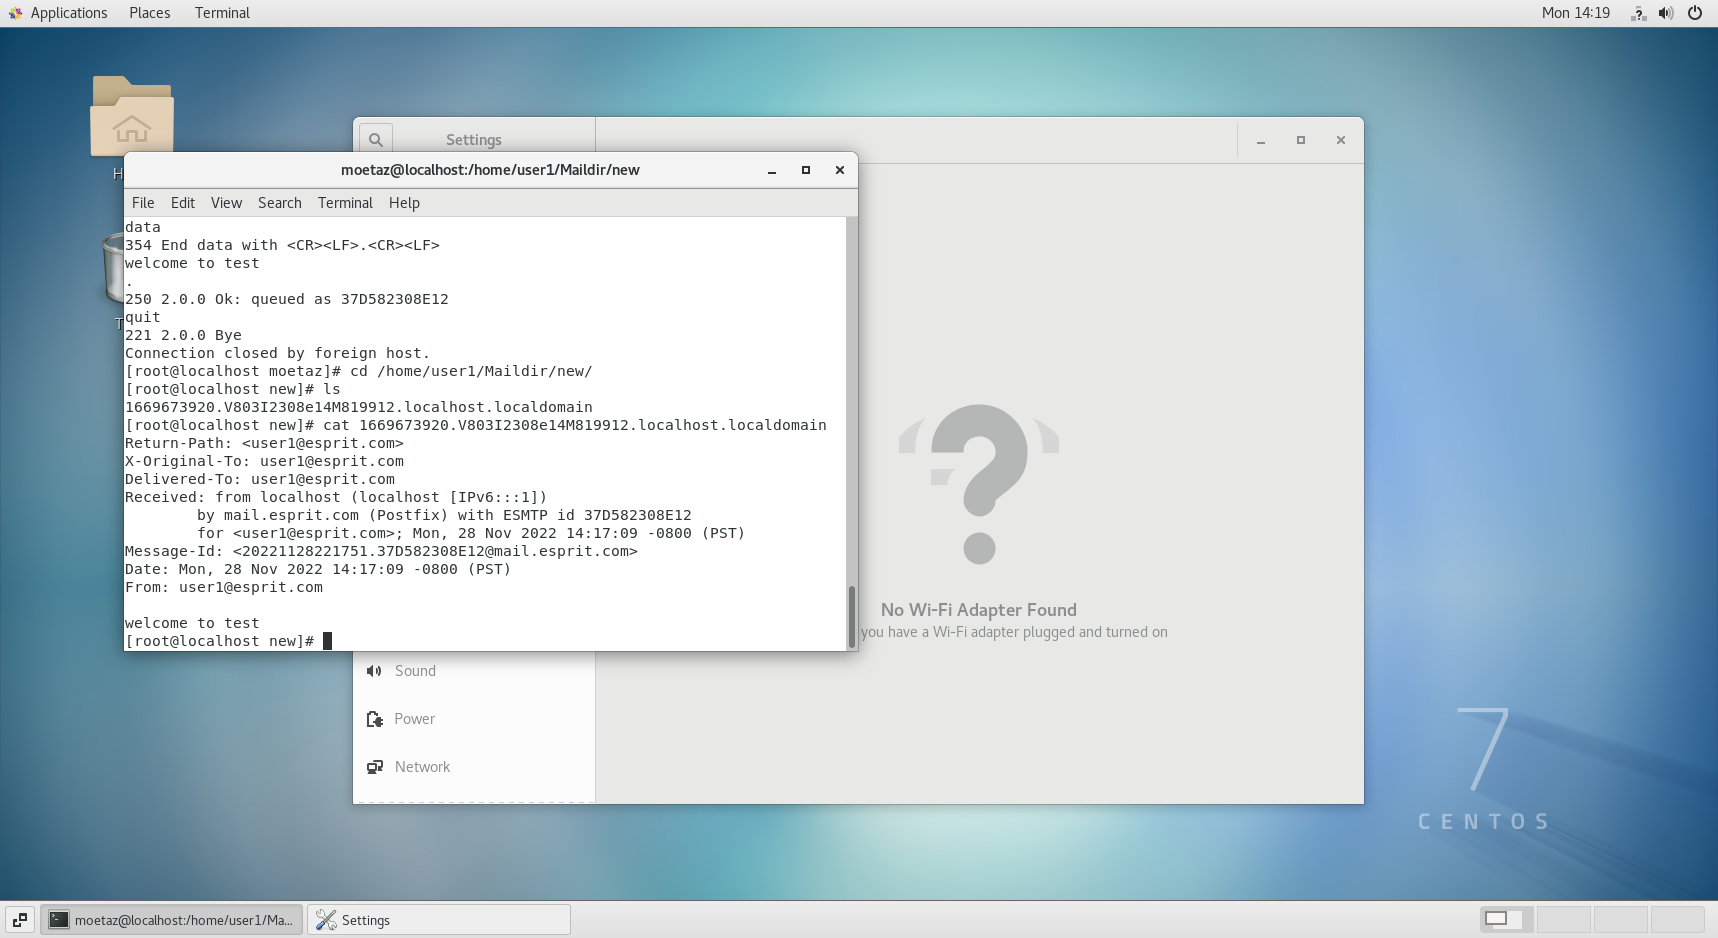 Applications Places Terminal Mon 14:19
Settings
moetaz@localhost:/home/user1/Maildir/new
File Edit View Search Terminal Help
data
354 End data with <CR><LF>.<CR><LF>
welcome to test
.
250 2.0.0 Ok: queued as 37D582308E12
quit
221 2.0.0 Bye
Connection closed by foreign host.
[root@localhost moetaz]# cd /home/user1/Maildir/new/
[root@localhost new]# ls
1669673920.V803I2308e14M819912.localhost.localdomain
[root@localhost new]# cat 1669673920.V803I2308e14M819912.localhost.localdomain
Return-Path: <user1@esprit.com>
X-Original-To: user1@esprit.com
Delivered-To: user1@esprit.com
Received: from localhost (localhost [IPv6:::1])
        by mail.esprit.com (Postfix) with ESMTP id 37D582308E12
        for <user1@esprit.com>; Mon, 28 Nov 2022 14:17:09 -0800 (PST)
Message-Id: <20221128221751.37D582308E12@mail.esprit.com>
Date: Mon, 28 Nov 2022 14:17:09 -0800 (PST)
From: user1@esprit.com

welcome to test
[root@localhost new]#
No Wi-Fi Adapter Found
you have a Wi-Fi adapter plugged and turned on
Sound
Power
Network
7
CENTOS
moetaz@localhost:/home/user1/Ma... Settings